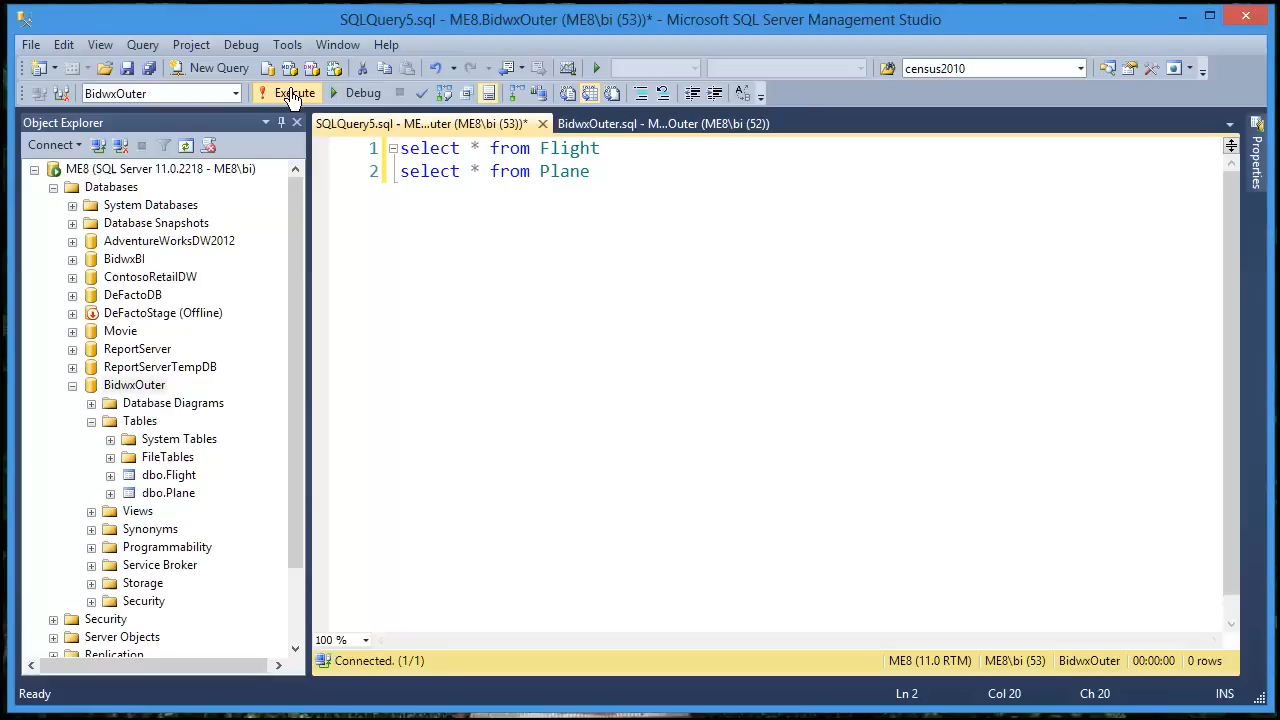 SQLQuery5.sql - ME8.BidwxOuter (ME8\bi (53))* - Microsoft SQL Server Management Studio
File Edit View Query Project Debug Tools Window Help
New Query census2010
BidwxOuter Execute Debug
Object Explorer
Connect
ME8 (SQL Server 11.0.2218 - ME8\bi)
Databases
System Databases
Database Snapshots
AdventureWorksDW2012
BidwxBI
ContosoRetailDW
DeFactoDB
DeFactoStage (Offline)
Movie
ReportServer
ReportServerTempDB
BidwxOuter
Database Diagrams
Tables
System Tables
FileTables
dbo.Flight
dbo.Plane
Views
Synonyms
Programmability
Service Broker
Storage
Security
Security
Server Objects
Replication
SQLQuery5.sql - ME...uter (ME8\bi (53))* BidwxOuter.sql - M...Outer (ME8\bi (52))
1 select * from Flight
2 select * from Plane
Properties
100 %
Connected. (1/1) ME8 (11.0 RTM) ME8\bi (53) BidwxOuter 00:00:00 0 rows
Ready Ln 2 Col 20 Ch 20 INS